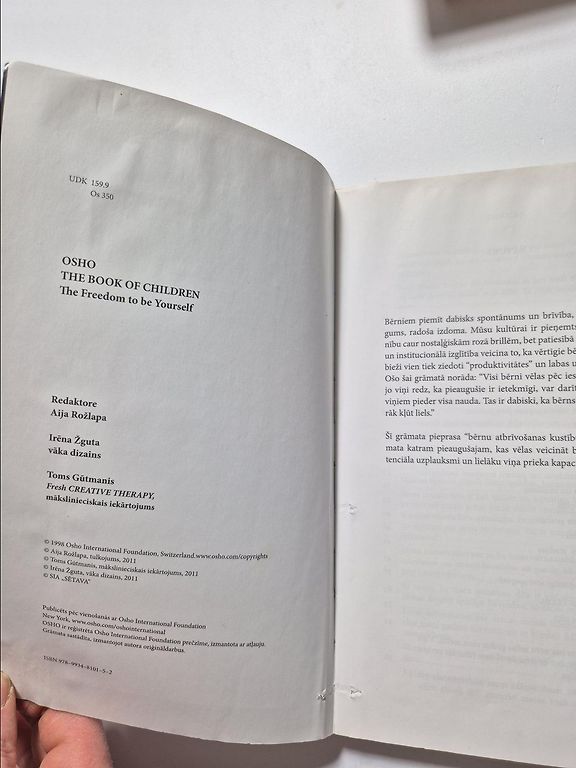 UDK 159.9
Os 350
OSHO
THE BOOK OF CHILDREN
The Freedom to be Yourself
Redaktore
Aija Rožlapa
Irēna Žguta
vāka dizains
Toms Gūtmanis
Fresh CREATIVE THERAPY,
mākslinieciskais iekārtojums
© 1996 Osho International Foundation, Switzerland.www.osho.com/copyrights
© Aija Rožlapa, tulkojums, 2011
© Toms Gūtmanis, mākslinieciskais iekārtojums, 2011
© Irēna Žguta, vāka dizains, 2011
© SIA „SĒTAVA"
Publicēts pēc vienošanās ar Osho International Foundation
New York, www.osho.com/oshointernational
OSHO ir reģistrēta Osho International Foundation prečzīme, izmantota ar atļauju.
Grāmata sastādīta, izmantojot autora oriģināldarbus.
ISBN 978-9934-8101-5-2
Bērniem piemīt dabisks spontānums un brīvība,
gums, radoša izdoma. Mūsu kultūrai ir pieņemts
nību caur nostalģiskām rozā brillēm, bet patiesībā
un institucionālā izglītība veicina to, ka vērtīgie bē
bieži vien tiek ziedoti "produktivitātes" un labas u
Ošo šai grāmatā norāda: "Visi bērni vēlas pēc ies
jo viņi redz, ka pieaugušie ir ietekmīgi, var darīt
viņiem pieder visa nauda. Tas ir dabiski, ka bērns
rāk kļūt liels."
Šī grāmata pieprasa "bērnu atbrīvošanas kustību
mata katram pieaugušajam, kas vēlas veicināt b
tenciāla uzplauksmi un lielāku viņa prieka kapac